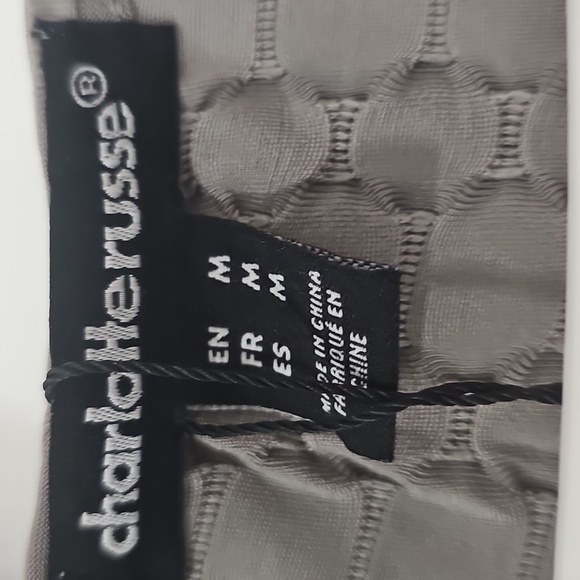 charlotte russe®
EN M
FR M
ES M
MADE IN CHINA
FABRIQUÉ EN
CHINE